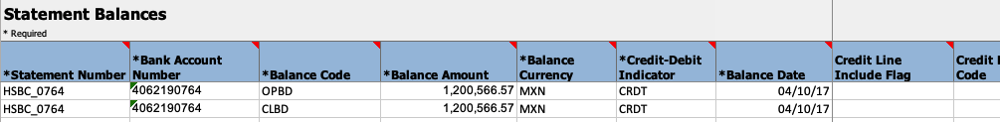 Statement Balances
* Required
*Statement Number *Bank Account Number *Balance Code *Balance Amount *Balance Currency *Credit-Debit Indicator *Balance Date Credit Line Include Flag Credit Code
HSBC_0764 4062190764 OPBD 1,200,566.57 MXN CRDT 04/10/17
HSBC_0764 4062190764 CLBD 1,200,566.57 MXN CRDT 04/10/17